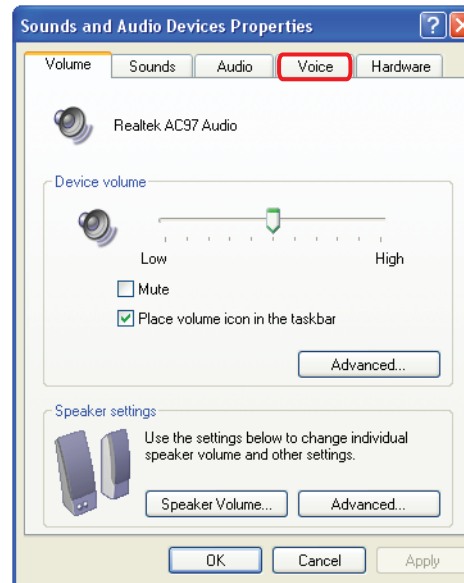 Sounds and Audio Devices Properties
Volume Sounds Audio Voice Hardware
Realtek AC97 Audio
Device volume
Low High
Mute
Place volume icon in the taskbar
Advanced...
Speaker settings
Use the settings below to change individual
speaker volume and other settings.
Speaker Volume... Advanced...
OK Cancel Apply